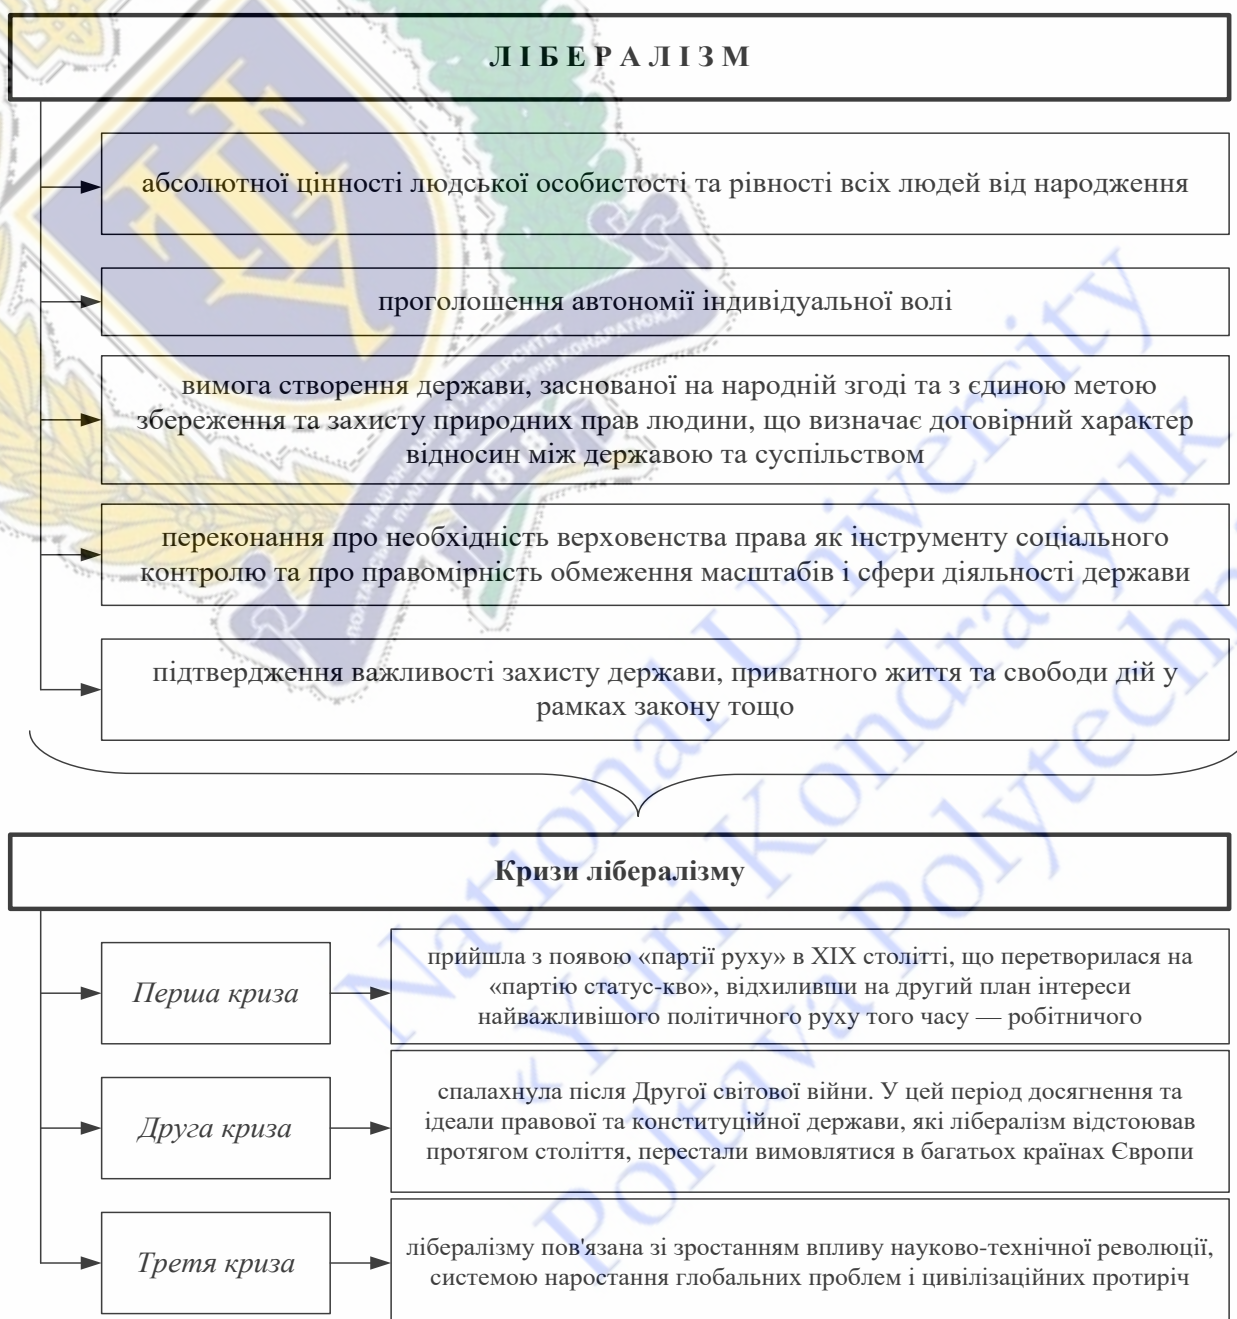 ЛІБЕРАЛІЗМ
абсолютної цінності людської особистості та рівності всіх людей від народження
проголошення автономії індивідуальної волі
вимога створення держави, заснованої на народній згоді та з єдиною метою
збереження та захисту природних прав людини, що визначає договірний характер
відносин між державою та суспільством
переконання про необхідність верховенства права як інструменту соціального
контролю та про правомірність обмеження масштабів і сфери діяльності держави
підтвердження важливості захисту держави, приватного життя та свободи дій у
рамках закону тощо
Кризи лібералізму
Перша криза
прийшла з появою «партії руху» в XIX столітті, що перетворилася на
«партію статус-кво», відхиливши на другий план інтереси
найважливішого політичного руху того часу — робітничого
Друга криза
спалахнула після Другої світової війни. У цей період досягнення та
ідеали правової та конституційної держави, які лібералізм відстоював
протягом століття, перестали вимовлятися в багатьох країнах Європи
Третя криза
лібералізму пов'язана зі зростанням впливу науково-технічної революції,
системою наростання глобальних проблем і цивілізаційних протиріч
National University
«Yuri Kondratyuk
Poltava Polytechn
1818